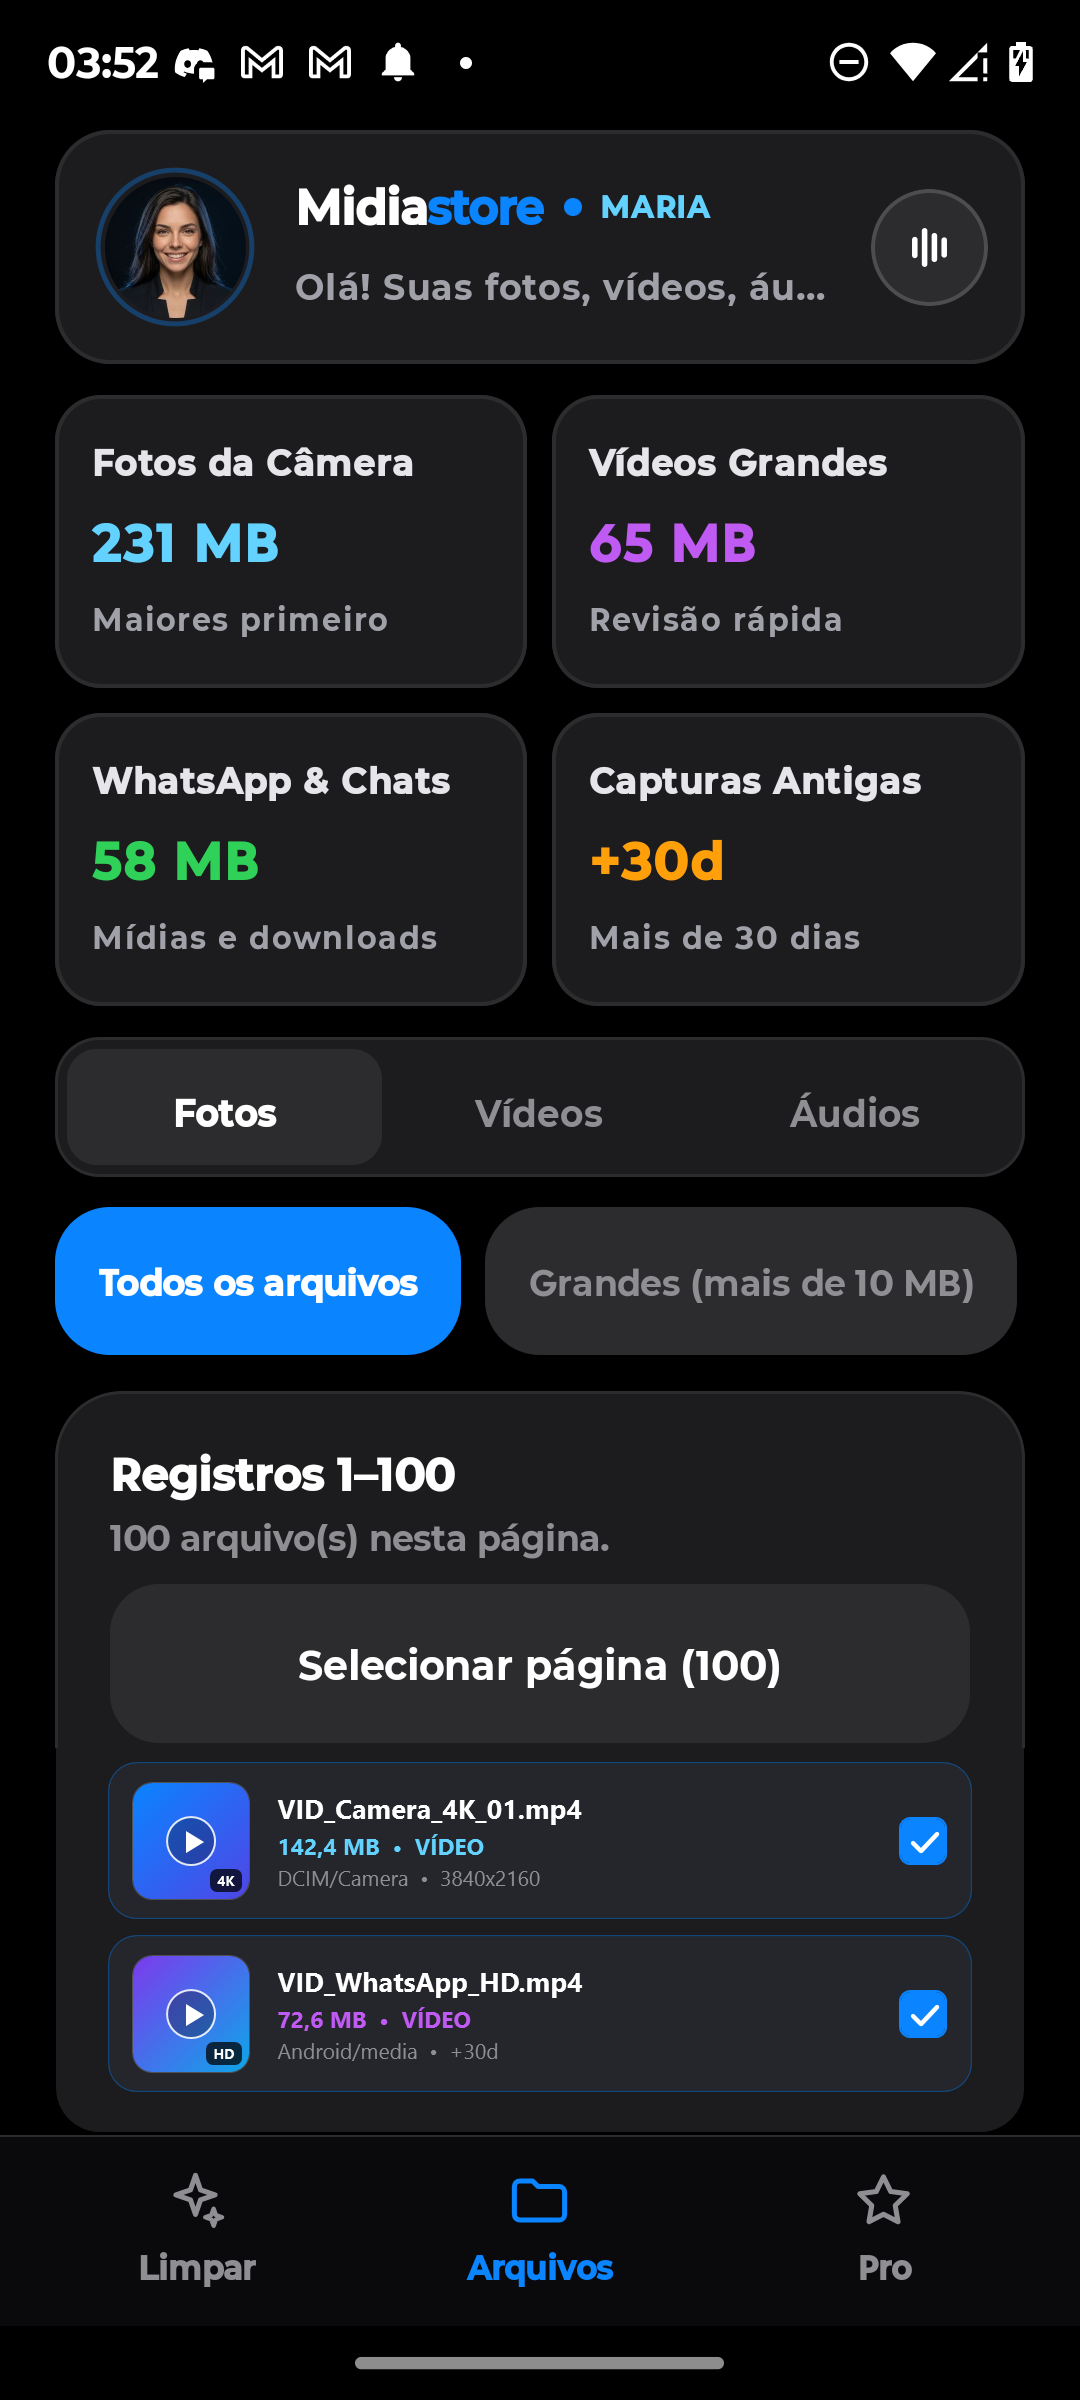 03:52
Midiastore • MARIA
Olá! Suas fotos, vídeos, áu...
Fotos da Câmera
231 MB
Maiores primeiro
Vídeos Grandes
65 MB
Revisão rápida
WhatsApp & Chats
58 MB
Mídias e downloads
Capturas Antigas
+30d
Mais de 30 dias
Fotos
Vídeos
Áudios
Todos os arquivos
Grandes (mais de 10 MB)
Registros 1–100
100 arquivo(s) nesta página.
Selecionar página (100)
4K
VID_Camera_4K_01.mp4
142,4 MB • VÍDEO
DCIM/Camera • 3840x2160
HD
VID_WhatsApp_HD.mp4
72,6 MB • VÍDEO
Android/media • +30d
Limpar
Arquivos
Pro